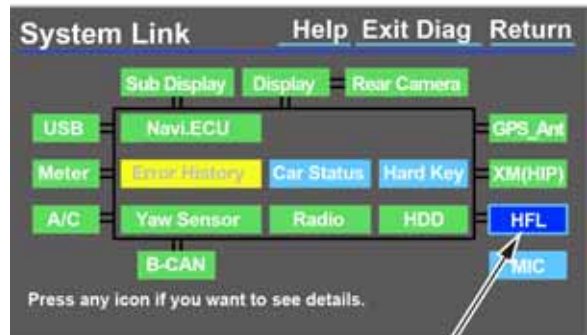 System Link Help Exit Diag Return
Sub Display Display Rear Camera
USB Navi.ECU GPS_Ant
Meter Error History Car Status Hard Key XM(HIP)
A/C Yaw Sensor Radio HDD HFL
B-CAN MIC
Press any icon if you want to see details.